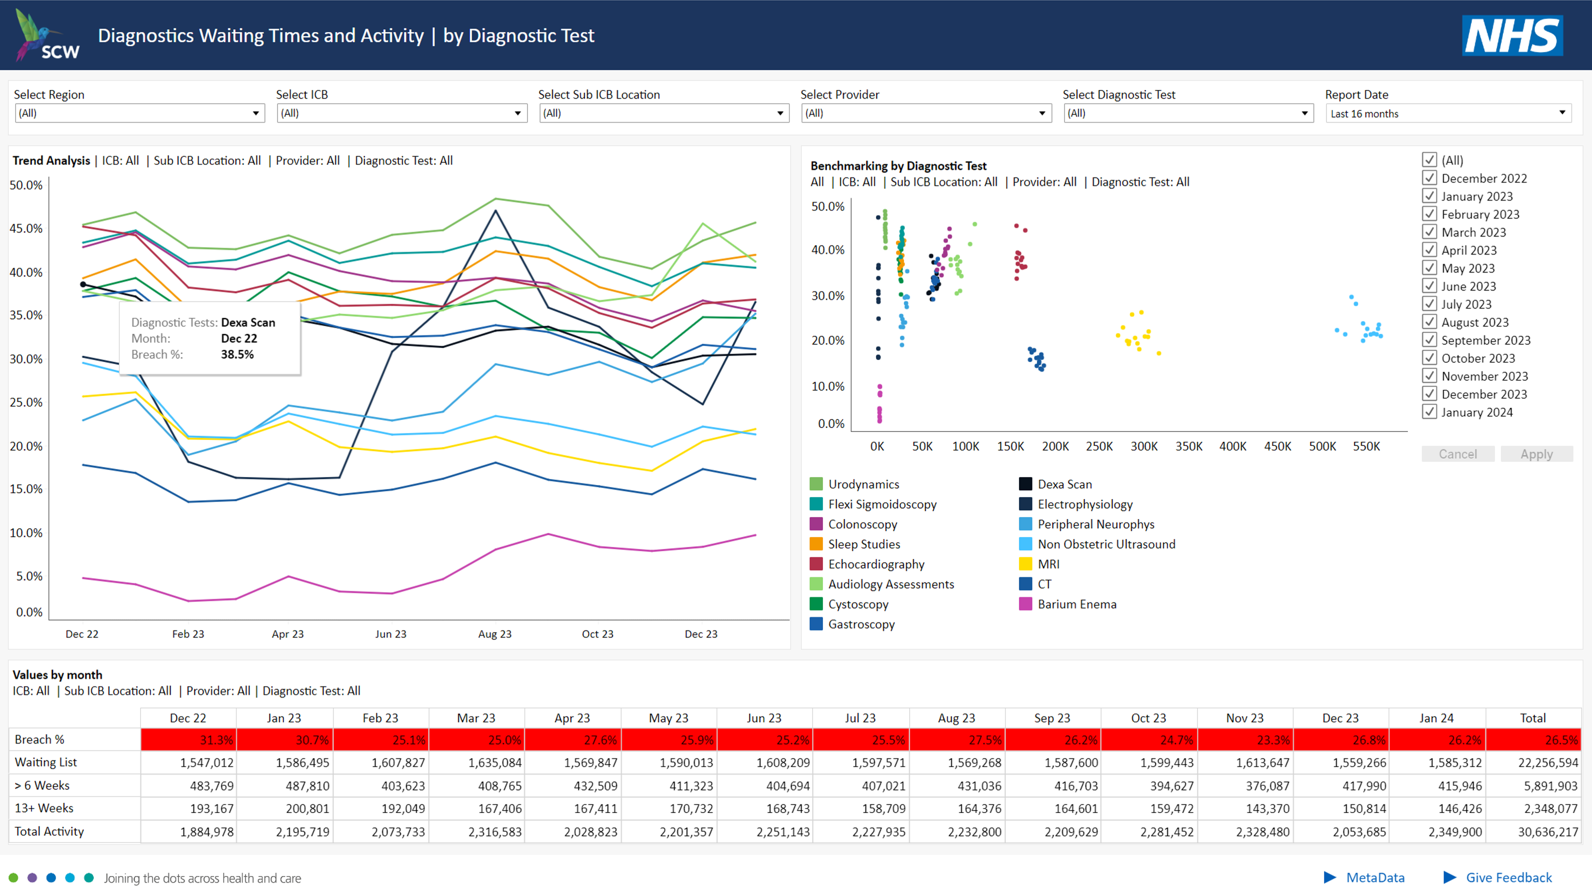 SCW
Diagnostics Waiting Times and Activity | by Diagnostic Test
NHS
Select Region
(All)
Select ICB
(All)
Select Sub ICB Location
(All)
Select Provider
(All)
Select Diagnostic Test
(All)
Report Date
Last 16 months
Trend Analysis | ICB: All | Sub ICB Location: All | Provider: All | Diagnostic Test: All
50.0%
45.0%
40.0%
35.0%
30.0%
25.0%
20.0%
15.0%
10.0%
5.0%
0.0%
Dec 22 Feb 23 Apr 23 Jun 23 Aug 23 Oct 23 Dec 23
Diagnostic Tests: Dexa Scan
Month: Dec 22
Breach %: 38.5%
Benchmarking by Diagnostic Test
All | ICB: All | Sub ICB Location: All | Provider: All | Diagnostic Test: All
50.0%
40.0%
30.0%
20.0%
10.0%
0.0%
0K 50K 100K 150K 200K 250K 300K 350K 400K 450K 500K 550K
Urodynamics
Flexi Sigmoidoscopy
Colonoscopy
Sleep Studies
Echocardiography
Audiology Assessments
Cystoscopy
Gastroscopy
Dexa Scan
Electrophysiology
Peripheral Neurophys
Non Obstetric Ultrasound
MRI
CT
Barium Enema
(All)
December 2022
January 2023
February 2023
March 2023
April 2023
May 2023
June 2023
July 2023
August 2023
September 2023
October 2023
November 2023
December 2023
January 2024
Cancel Apply
Values by month
ICB: All | Sub ICB Location: All | Provider: All | Diagnostic Test: All
Dec 22 Jan 23 Feb 23 Mar 23 Apr 23 May 23 Jun 23 Jul 23 Aug 23 Sep 23 Oct 23 Nov 23 Dec 23 Jan 24 Total
Breach % 31.3% 30.7% 25.1% 25.0% 27.6% 25.9% 25.2% 25.5% 27.5% 26.2% 24.7% 23.3% 26.8% 26.2% 26.5%
Waiting List 1,547,012 1,586,495 1,607,827 1,635,084 1,569,847 1,590,013 1,608,209 1,597,571 1,569,268 1,587,600 1,599,443 1,613,647 1,559,266 1,585,312 22,256,594
> 6 Weeks 483,769 487,810 403,623 408,765 432,509 411,323 404,694 407,021 431,036 416,703 394,627 376,087 417,990 415,946 5,891,903
13+ Weeks 193,167 200,801 192,049 167,406 167,411 170,732 168,743 158,709 164,376 164,601 159,472 143,370 150,814 146,426 2,348,077
Total Activity 1,884,978 2,195,719 2,073,733 2,316,583 2,028,823 2,201,357 2,251,143 2,227,935 2,232,800 2,209,629 2,281,452 2,328,480 2,053,685 2,349,900 30,636,217
Joining the dots across health and care
MetaData
Give Feedback